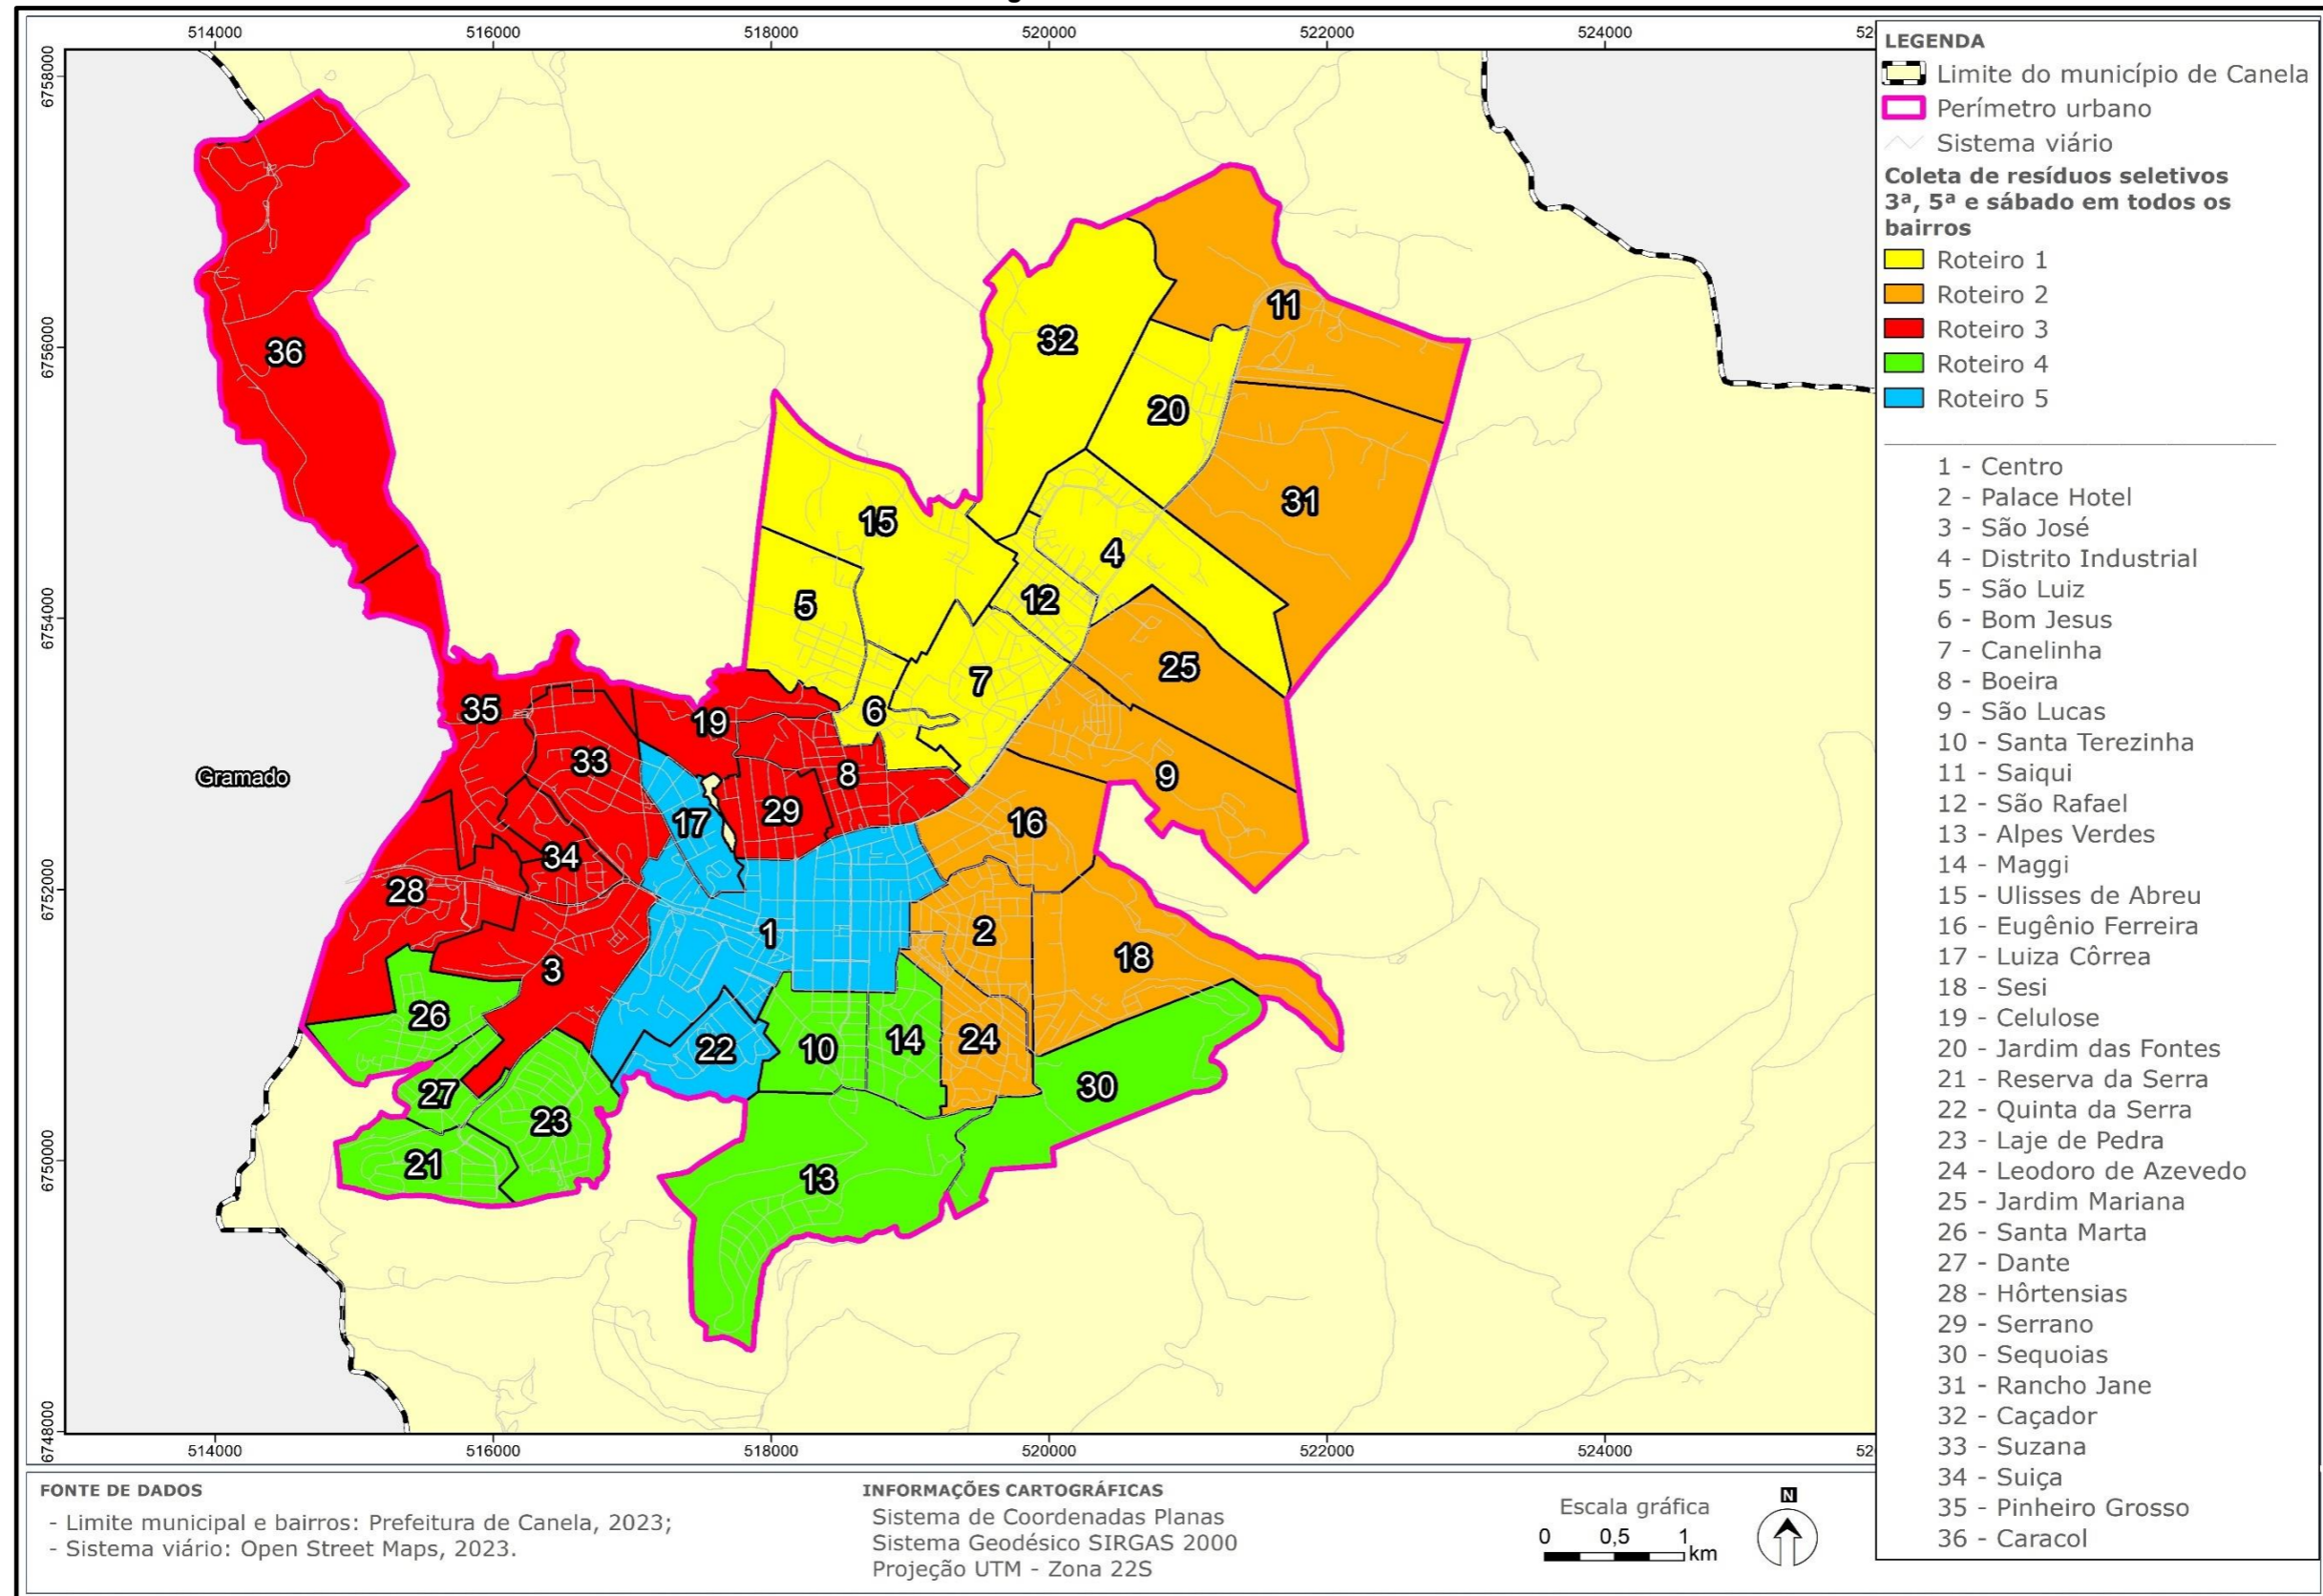 514000 516000 518000 520000 522000 524000
6758000
6756000
6754000
6752000
6750000
6748000
36
32
11
20
31
15
4
5
12
7
25
6
35
19
33
8
9
29
17
16
34
28
1
2
3
18
26
22
10
14
24
27
23
30
21
13
Gramado
514000 516000 518000 520000 522000 524000
LEGENDA
Limite do município de Canela
Perímetro urbano
Sistema viário
Coleta de resíduos seletivos
3ª, 5ª e sábado em todos os
bairros
Roteiro 1
Roteiro 2
Roteiro 3
Roteiro 4
Roteiro 5
1 - Centro
2 - Palace Hotel
3 - São José
4 - Distrito Industrial
5 - São Luiz
6 - Bom Jesus
7 - Canelinha
8 - Boeira
9 - São Lucas
10 - Santa Terezinha
11 - Saiqui
12 - São Rafael
13 - Alpes Verdes
14 - Maggi
15 - Ulisses de Abreu
16 - Eugênio Ferreira
17 - Luiza Côrrea
18 - Sesi
19 - Celulose
20 - Jardim das Fontes
21 - Reserva da Serra
22 - Quinta da Serra
23 - Laje de Pedra
24 - Leodoro de Azevedo
25 - Jardim Mariana
26 - Santa Marta
27 - Dante
28 - Hôrtensias
29 - Serrano
30 - Sequoias
31 - Rancho Jane
32 - Caçador
33 - Suzana
34 - Suiça
35 - Pinheiro Grosso
36 - Caracol
FONTE DE DADOS
- Limite municipal e bairros: Prefeitura de Canela, 2023;
- Sistema viário: Open Street Maps, 2023.
INFORMAÇÕES CARTOGRÁFICAS
Sistema de Coordenadas Planas
Sistema Geodésico SIRGAS 2000
Projeção UTM - Zona 22S
Escala gráfica
0 0,5 1
km
N